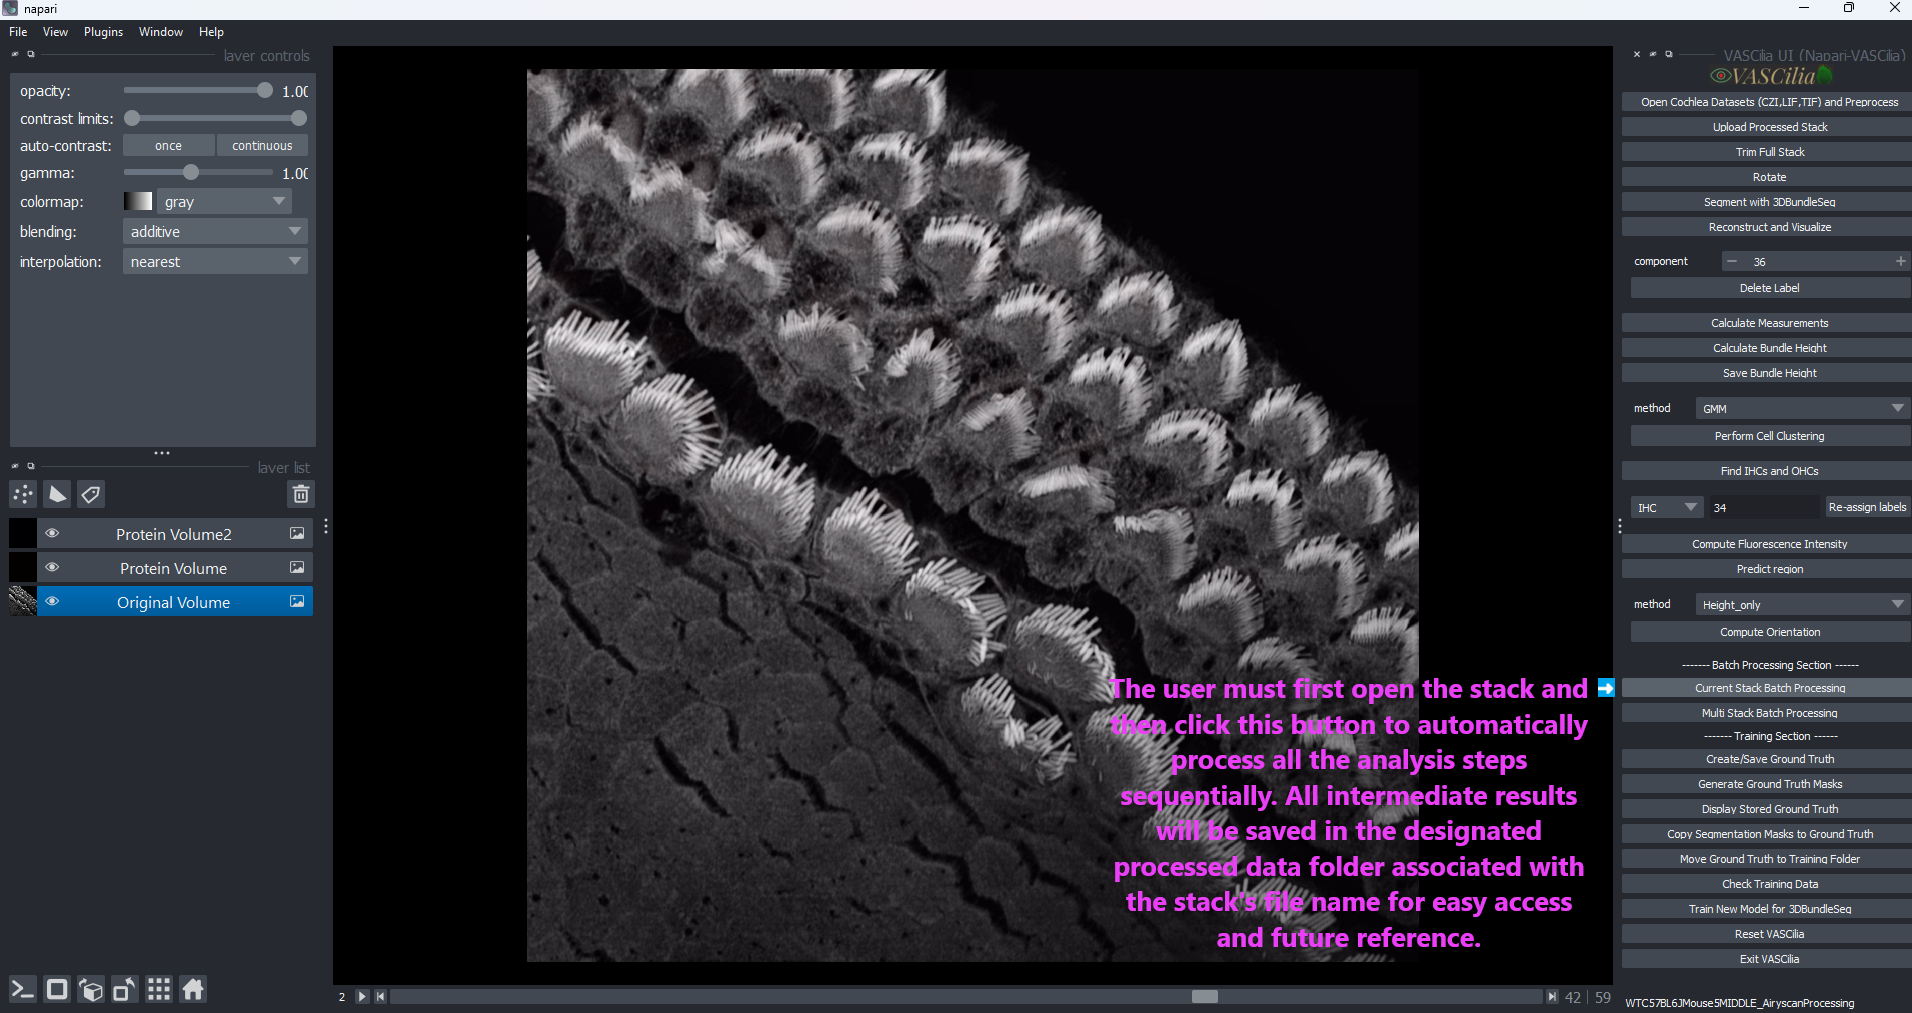 napari
File View Plugins Window Help
layer controls
opacity: 1.00
contrast limits:
auto-contrast: once continuous
gamma: 1.00
colormap: gray
blending: additive
interpolation: nearest
layer list
Protein Volume2
Protein Volume
Original Volume
2 42 59
The user must first open the stack and
then click this button to automatically
process all the analysis steps
sequentially. All intermediate results
will be saved in the designated
processed data folder associated with
the stack's file name for easy access
and future reference.
VASCilia UI (Napari-VASCilia)
VASCilia
Open Cochlea Datasets (CZI,LIF,TIF) and Preprocess
Upload Processed Stack
Trim Full Stack
Rotate
Segment with 3DBundleSeg
Reconstruct and Visualize
component 36
Delete Label
Calculate Measurements
Calculate Bundle Height
Save Bundle Height
method GMM
Perform Cell Clustering
Find IHCs and OHCs
IHC 34 Re-assign labels
Compute Fluorescence Intensity
Predict region
method Height_only
Compute Orientation
------- Batch Processing Section ------
Current Stack Batch Processing
Multi Stack Batch Processing
------- Training Section ------
Create/Save Ground Truth
Generate Ground Truth Masks
Display Stored Ground Truth
Copy Segmentation Masks to Ground Truth
Move Ground Truth to Training Folder
Check Training Data
Train New Model for 3DBundleSeg
Reset VASCilia
Exit VASCilia
WTC57BL6JMouse5MIDDLE_AiryscanProcessing